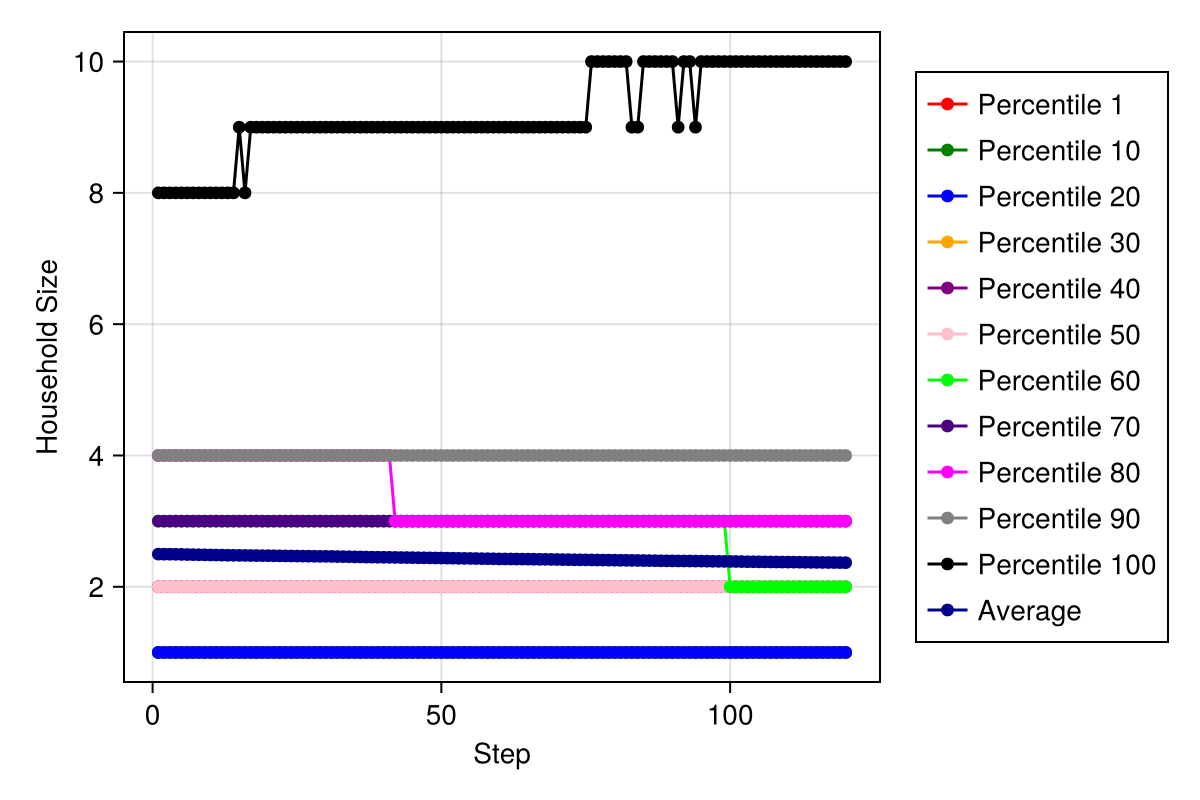 10
8
6
4
2
Household Size
0
50
100
Step
Percentile 1
Percentile 10
Percentile 20
Percentile 30
Percentile 40
Percentile 50
Percentile 60
Percentile 70
Percentile 80
Percentile 90
Percentile 100
Average